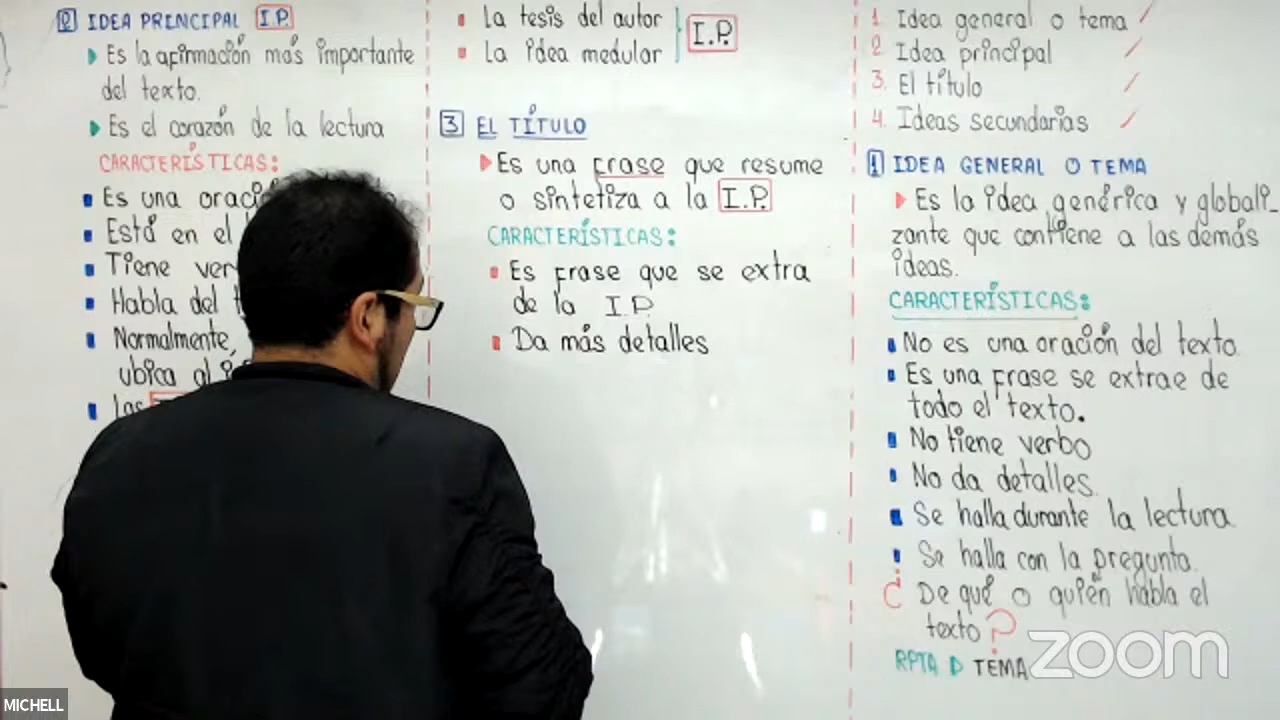 2 IDEA PRINCIPAL I.P.
Es la afirmación más importante
del texto.
Es el corazón de la lectura
CARACTERÍSTICAS:
Es una
Está en el
Tiene
Habla del
Normalmente,
ubica al
Las
La tesis del autor
La idea medular
I.P.
3 EL TÍTULO
Es una frase que resume
o sintetiza a la I.P.
CARACTERÍSTICAS:
Es frase que se extra
de la I.P.
Da más detalles
1. Idea general o tema
2. Idea principal
3. El título
4. Ideas secundarias
1 IDEA GENERAL O TEMA
Es la idea genérica y globali_
zante que contiene a las demás
ideas.
CARACTERÍSTICAS:
No es una oración del texto.
Es una frase se extrae de
todo el texto.
No tiene verbo
No da detalles.
Se halla durante la lectura.
Se halla con la pregunta.
¿De qué o quién habla el
texto?
RPTA TEMA
zoom
MICHELL